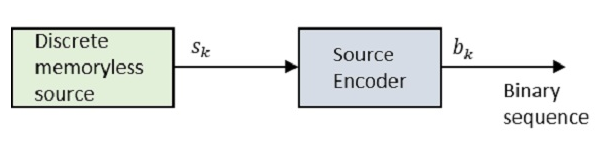 Discrete
memoryless
source
s_k
Source
Encoder
b_k
Binary
sequence